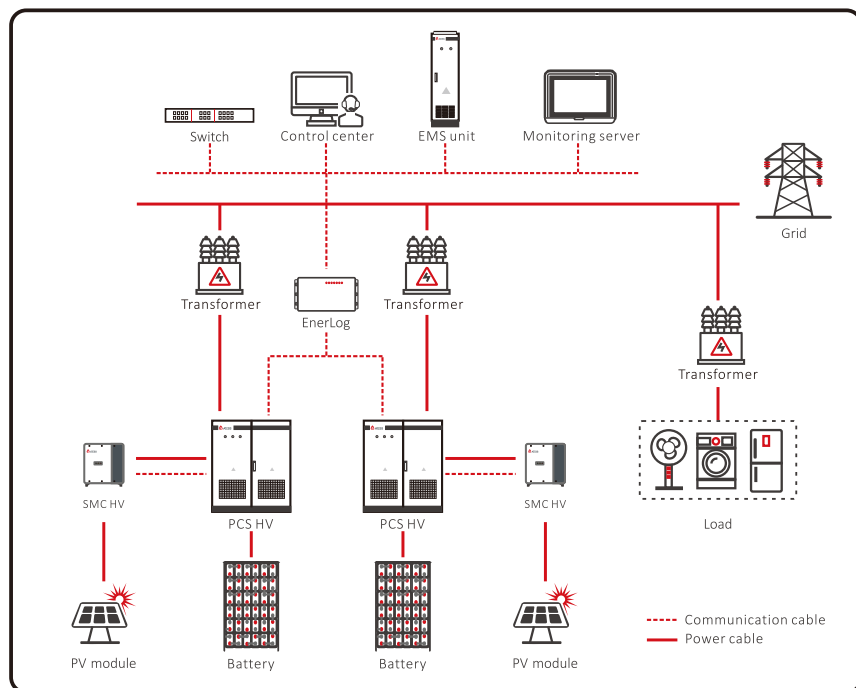 Switch
Control center
EMS unit
Monitoring server
Grid
Transformer
EnerLog
Transformer
Transformer
SMC HV
PCS HV
PCS HV
SMC HV
Load
PV module
Battery
Battery
PV module
Communication cable
Power cable